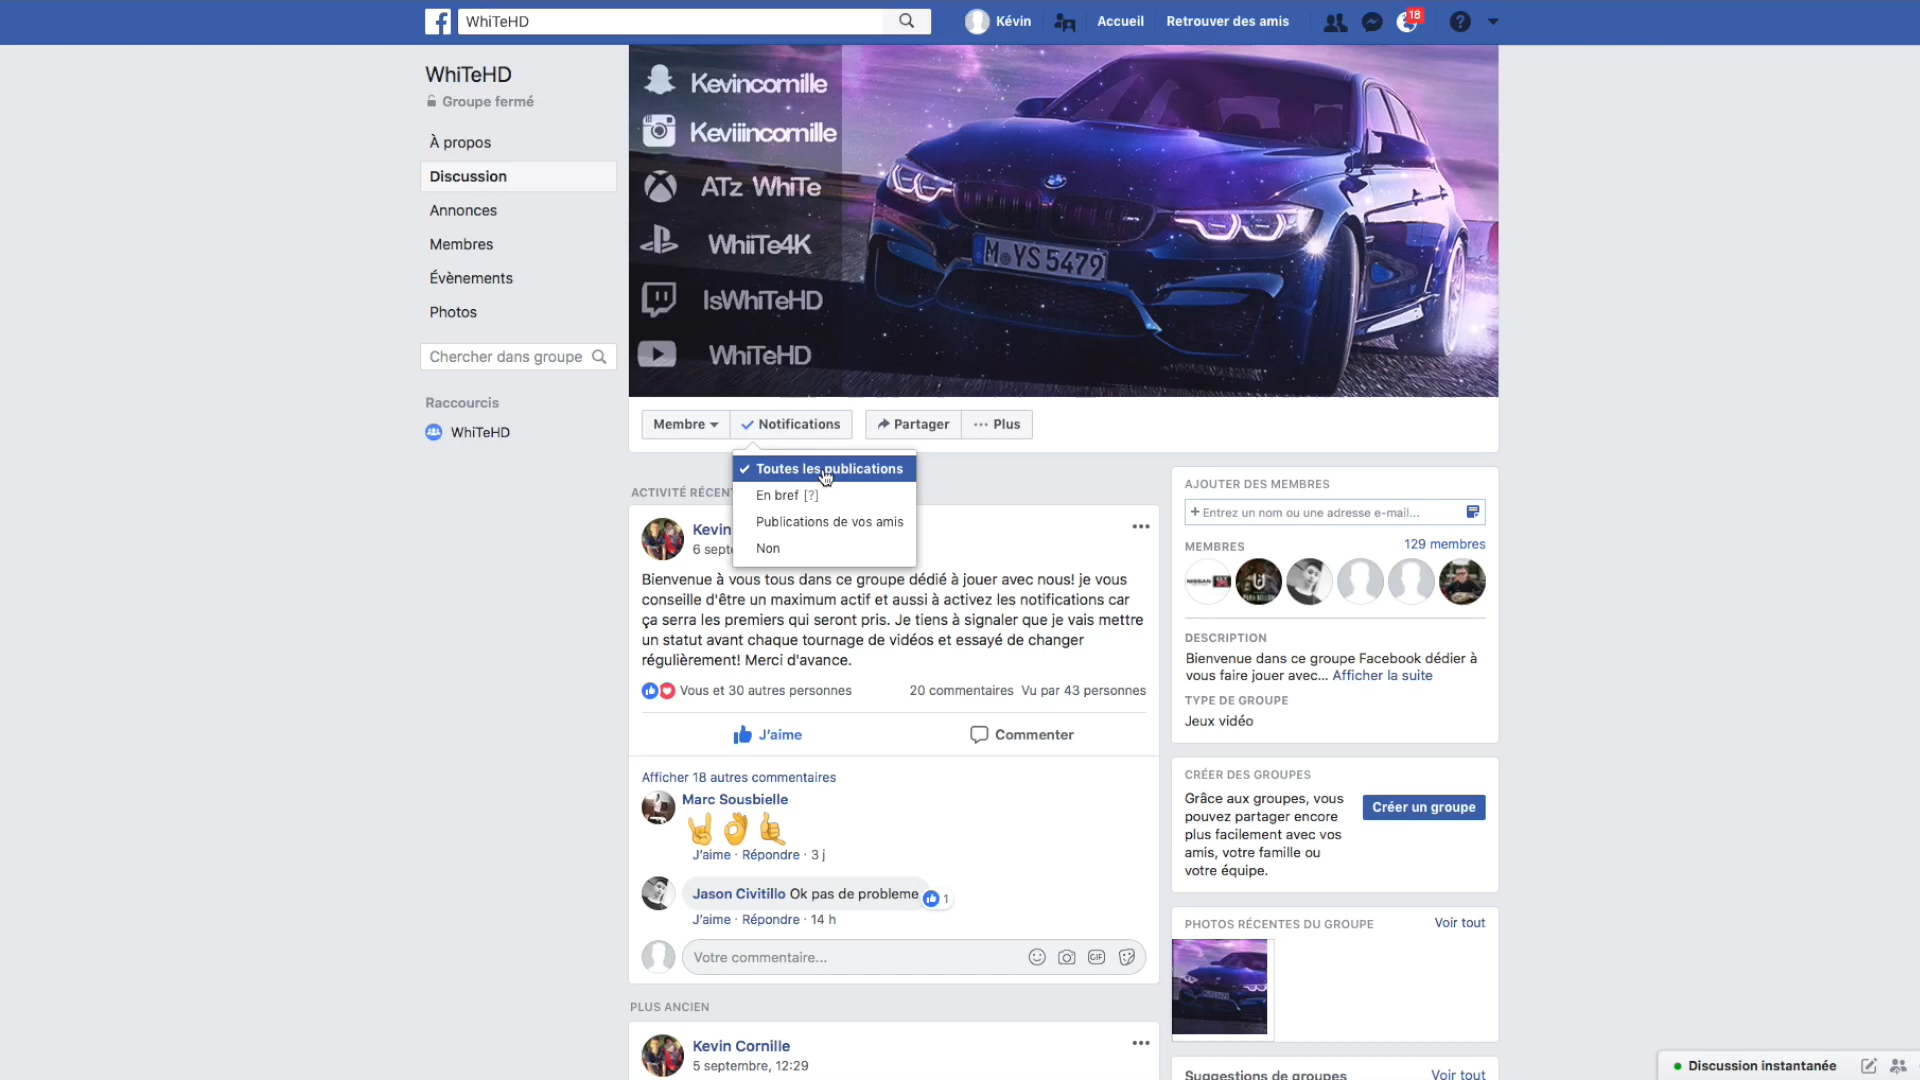 WhiTeHD
Kévin
Accueil
Retrouver des amis
18
WhiTeHD
Groupe fermé
À propos
Discussion
Annonces
Membres
Évènements
Photos
Chercher dans groupe
Raccourcis
WhiTeHD
Kevincornille
Keviiincornille
ATz WhiTe
WhiiTe4K
IsWhiTeHD
WhiTeHD
M YS 5479
Membre
Notifications
Partager
Plus
Toutes les publications
En bref [?]
Publications de vos amis
Non
ACTIVITÉ RÉCEN
Kevin
6 sept
Bienvenue à vous tous dans ce groupe dédié à jouer avec nous! je vous
conseille d'être un maximum actif et aussi à activez les notifications car
ça serra les premiers qui seront pris. Je tiens à signaler que je vais mettre
un statut avant chaque tournage de vidéos et essayé de changer
régulièrement! Merci d'avance.
Vous et 30 autres personnes
20 commentaires Vu par 43 personnes
J'aime
Commenter
Afficher 18 autres commentaires
Marc Sousbielle
🤘👌🤙
J'aime · Répondre · 3 j
Jason Civitillo Ok pas de probleme
1
J'aime · Répondre · 14 h
Votre commentaire...
GIF
PLUS ANCIEN
Kevin Cornille
5 septembre, 12:29
AJOUTER DES MEMBRES
+ Entrez un nom ou une adresse e-mail...
MEMBRES
129 membres
DESCRIPTION
Bienvenue dans ce groupe Facebook dédier à
vous faire jouer avec... Afficher la suite
TYPE DE GROUPE
Jeux vidéo
CRÉER DES GROUPES
Grâce aux groupes, vous
pouvez partager encore
plus facilement avec vos
amis, votre famille ou
votre équipe.
Créer un groupe
PHOTOS RÉCENTES DU GROUPE
Voir tout
Suggestions de groupes
Voir tout
Discussion instantanée